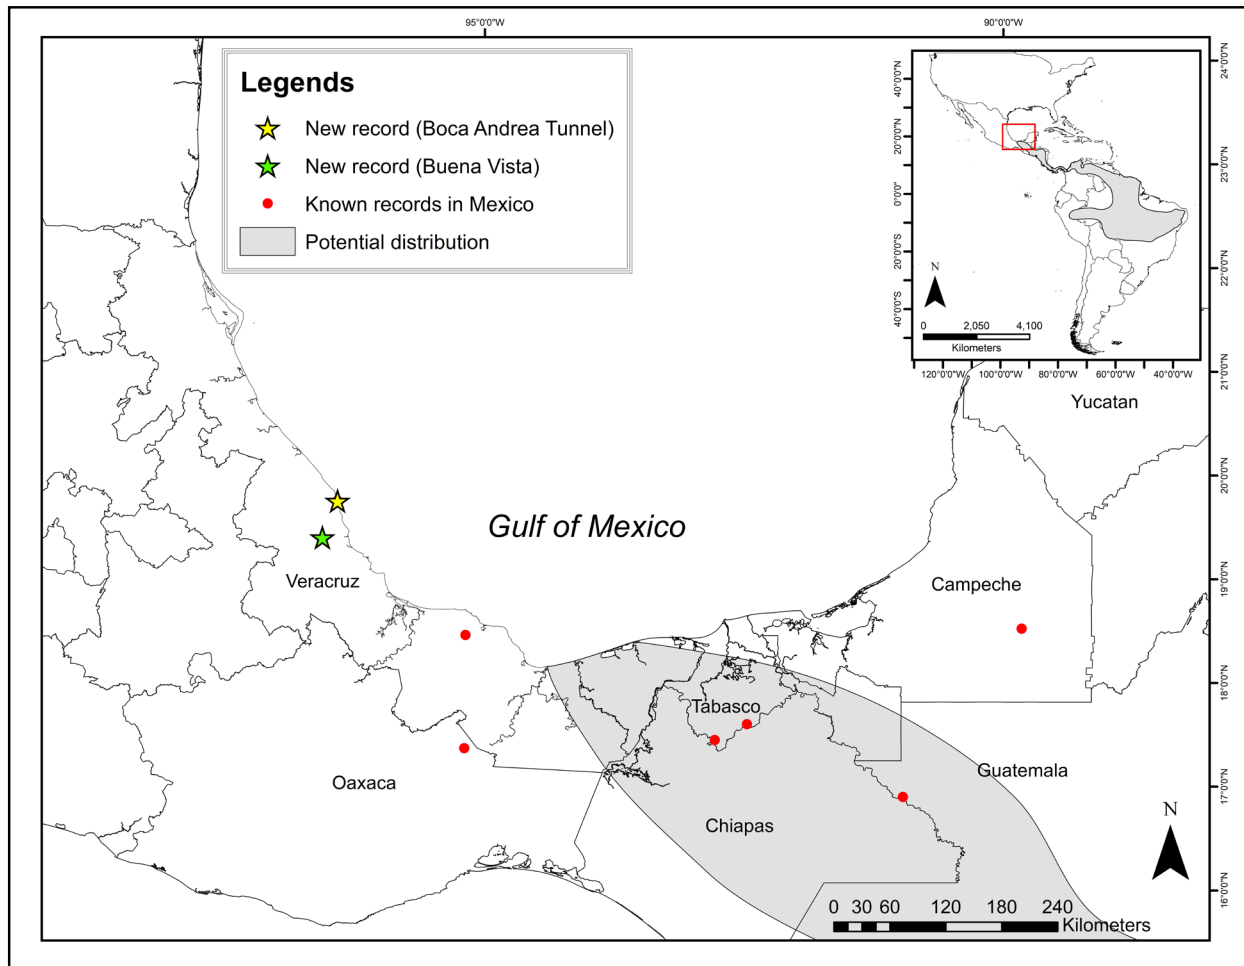 95°0'0"W
90°0'0"W
Legends
New record (Boca Andrea Tunnel)
New record (Buena Vista)
Known records in Mexico
Potential distribution
40°0'0"N
20°0'0"N
0°0'0"
20°0'0"S
40°0'0"S
N
0 2,050 4,100
Kilometers
120°0'0"W 100°0'0"W 80°0'0"W 60°0'0"W 40°0'0"W
24°0'0"N
23°0'0"N
22°0'0"N
21°0'0"N
20°0'0"N
19°0'0"N
18°0'0"N
17°0'0"N
16°0'0"N
Yucatan
Gulf of Mexico
Veracruz
Campeche
Tabasco
Guatemala
Oaxaca
Chiapas
N
0 30 60 120 180 240
Kilometers